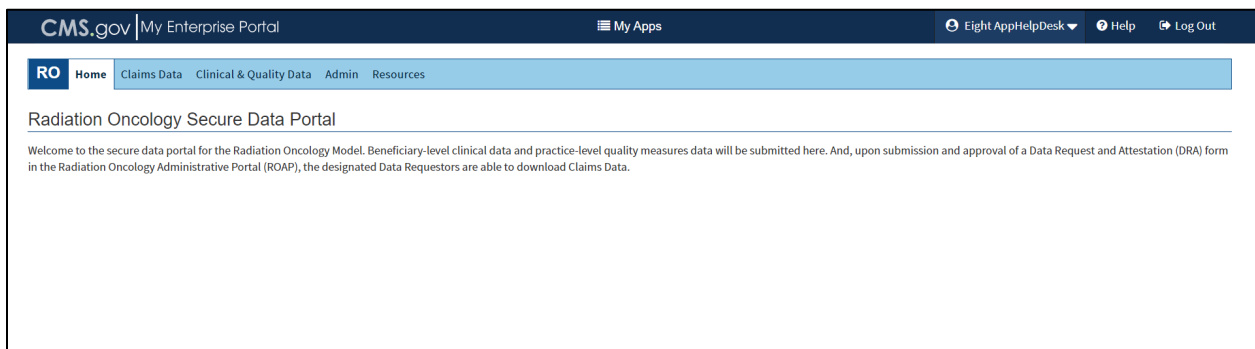 CMS.gov My Enterprise Portal My Apps Eight AppHelpDesk Help Log Out
RO Home Claims Data Clinical & Quality Data Admin Resources
Radiation Oncology Secure Data Portal
Welcome to the secure data portal for the Radiation Oncology Model. Beneficiary-level clinical data and practice-level quality measures data will be submitted here. And, upon submission and approval of a Data Request and Attestation (DRA) form
in the Radiation Oncology Administrative Portal (ROAP), the designated Data Requestors are able to download Claims Data.